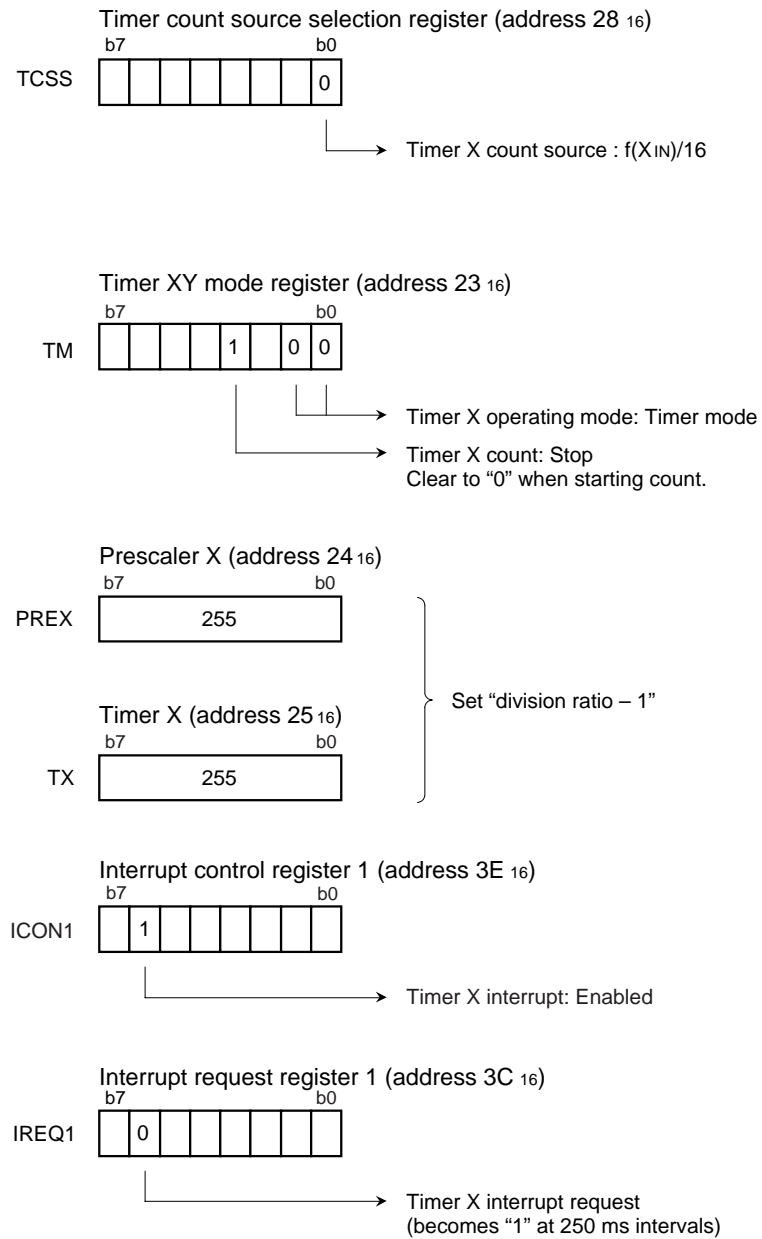 Timer count source selection register (address 28 16)
b7 b0
TCSS 0
Timer X count source : f(XIN)/16
Timer XY mode register (address 23 16)
b7 b0
TM 1 0 0
Timer X operating mode: Timer mode
Timer X count: Stop
Clear to “0” when starting count.
Prescaler X (address 24 16)
b7 b0
PREX 255
Set “division ratio – 1”
Timer X (address 25 16)
b7 b0
TX 255
Interrupt control register 1 (address 3E 16)
b7 b0
ICON1 1
Timer X interrupt: Enabled
Interrupt request register 1 (address 3C 16)
b7 b0
IREQ1 0
Timer X interrupt request
(becomes “1” at 250 ms intervals)